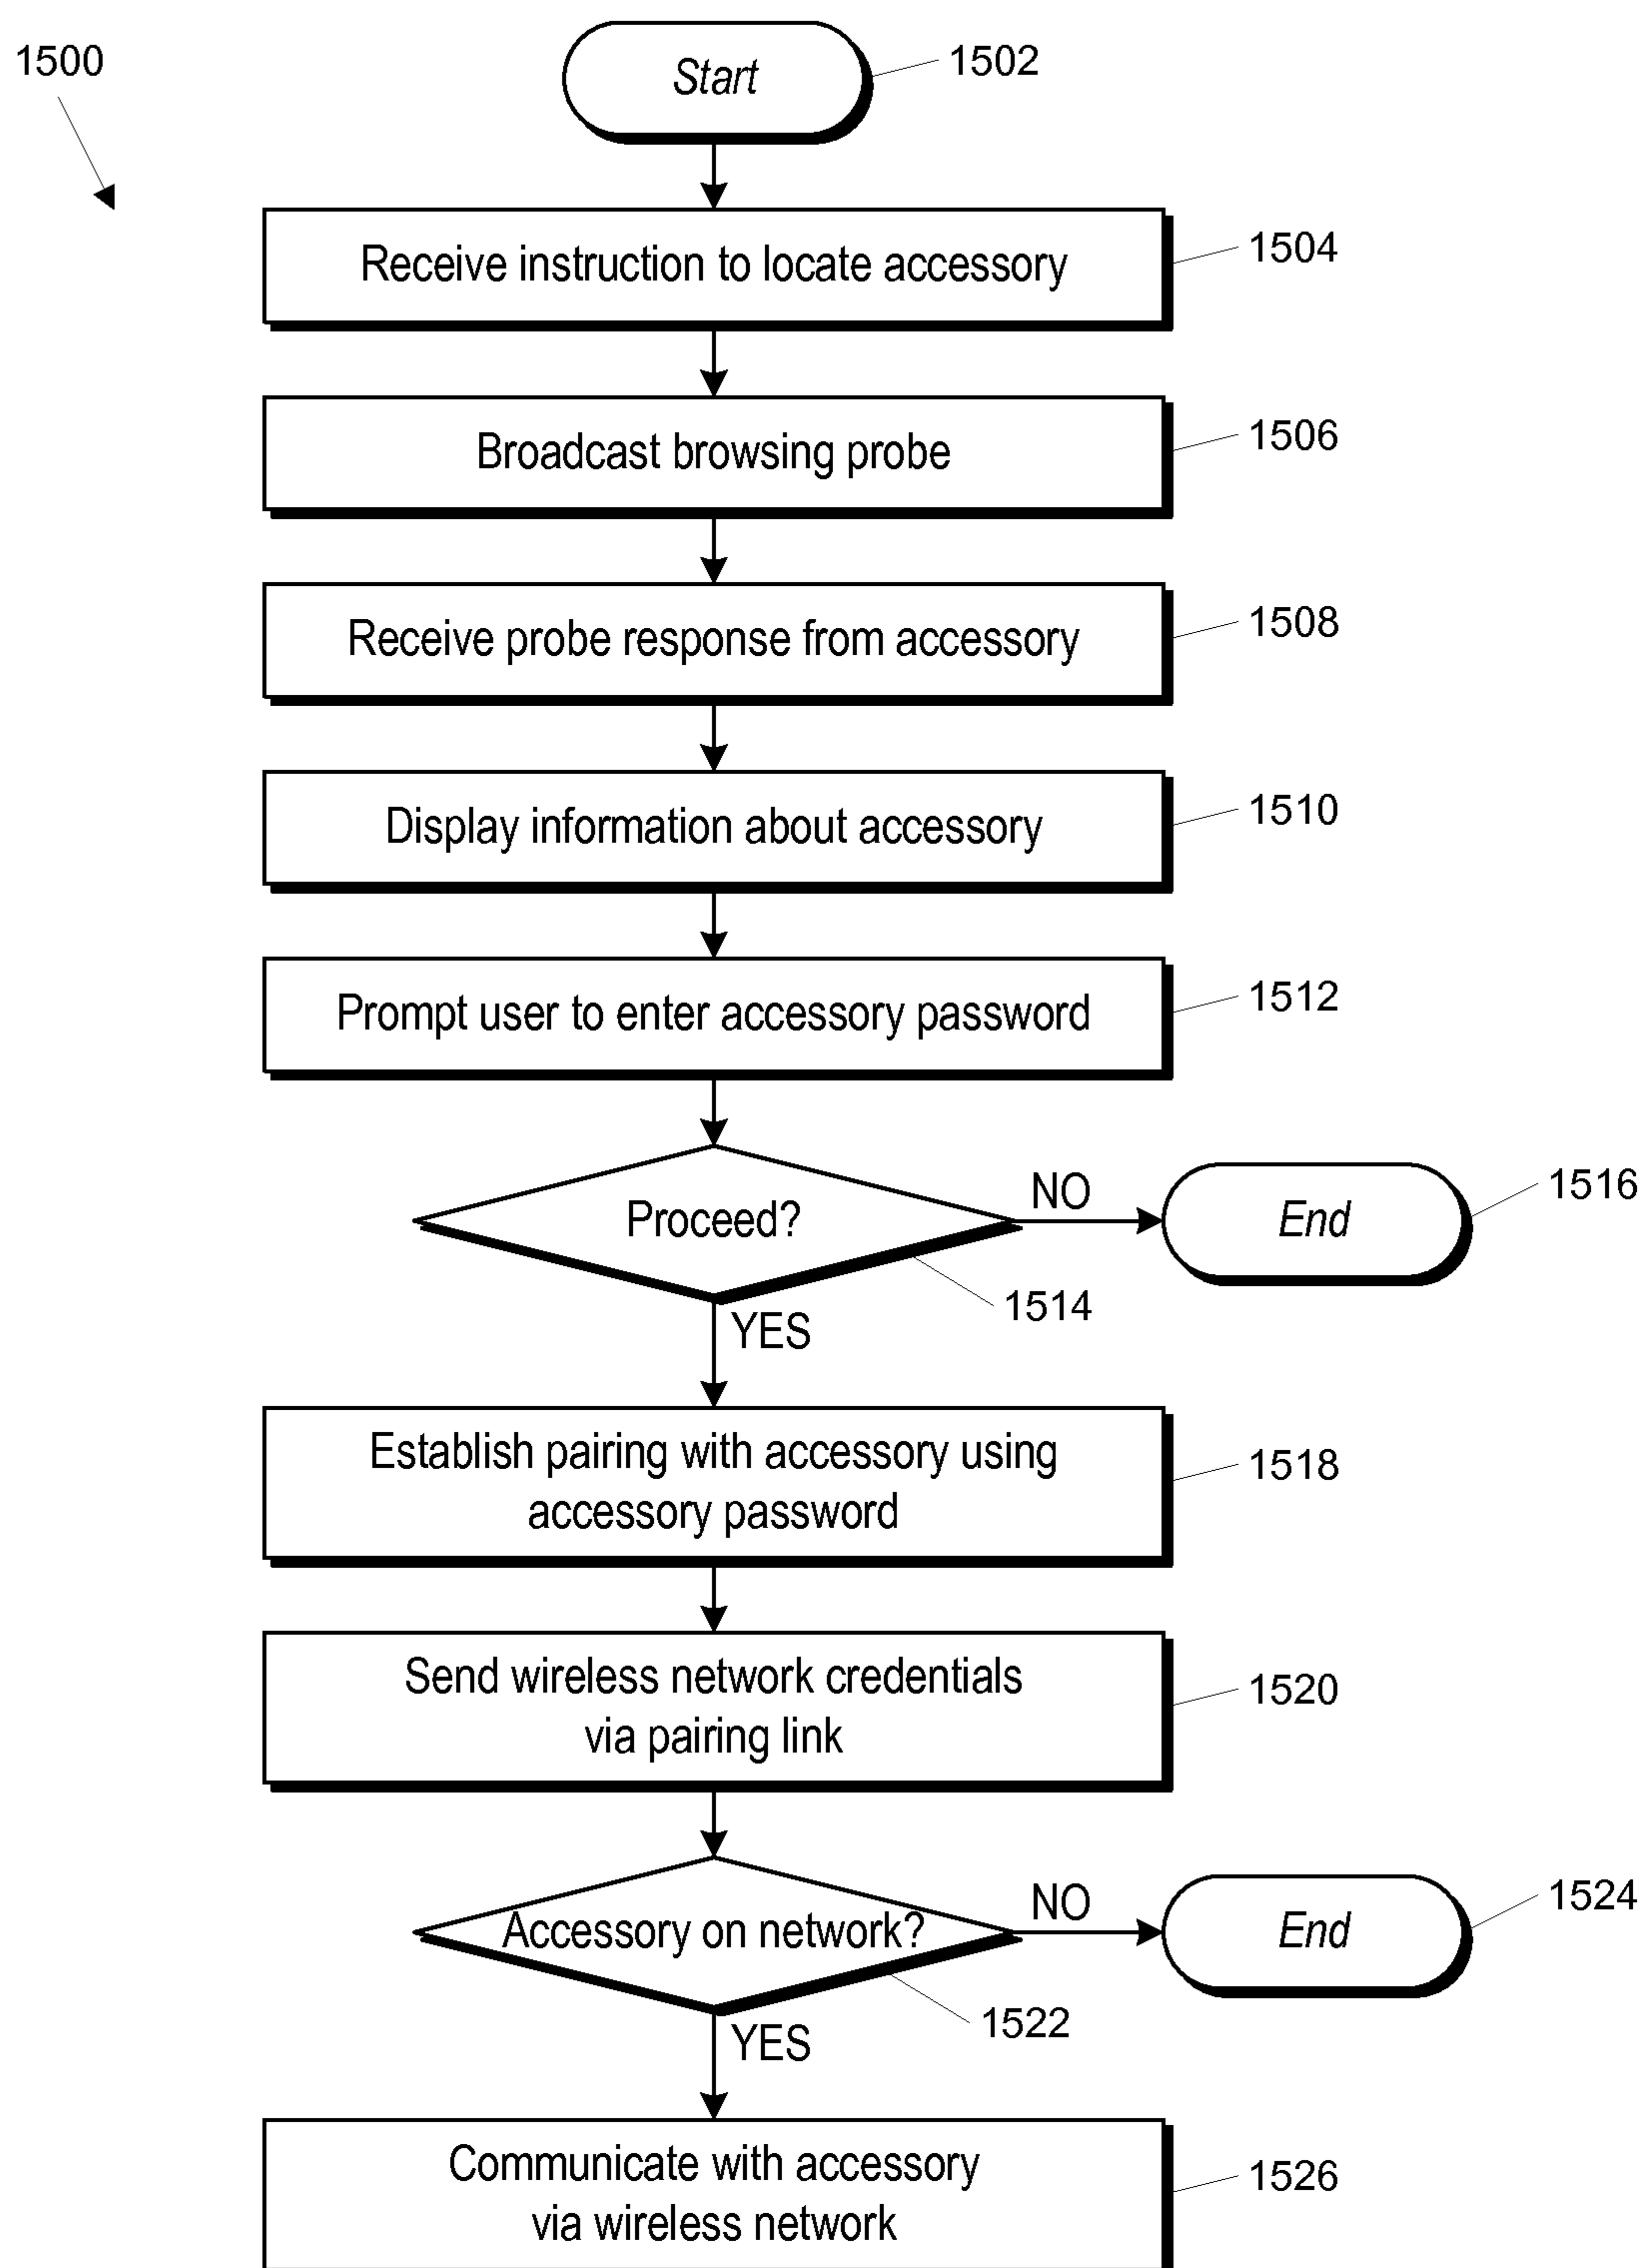 1500
Start
1502
Receive instruction to locate accessory
1504
Broadcast browsing probe
1506
Receive probe response from accessory
1508
Display information about accessory
1510
Prompt user to enter accessory password
1512
Proceed?
NO
End
1516
1514
YES
Establish pairing with accessory using
accessory password
1518
Send wireless network credentials
via pairing link
1520
Accessory on network?
NO
End
1524
1522
YES
Communicate with accessory
via wireless network
1526